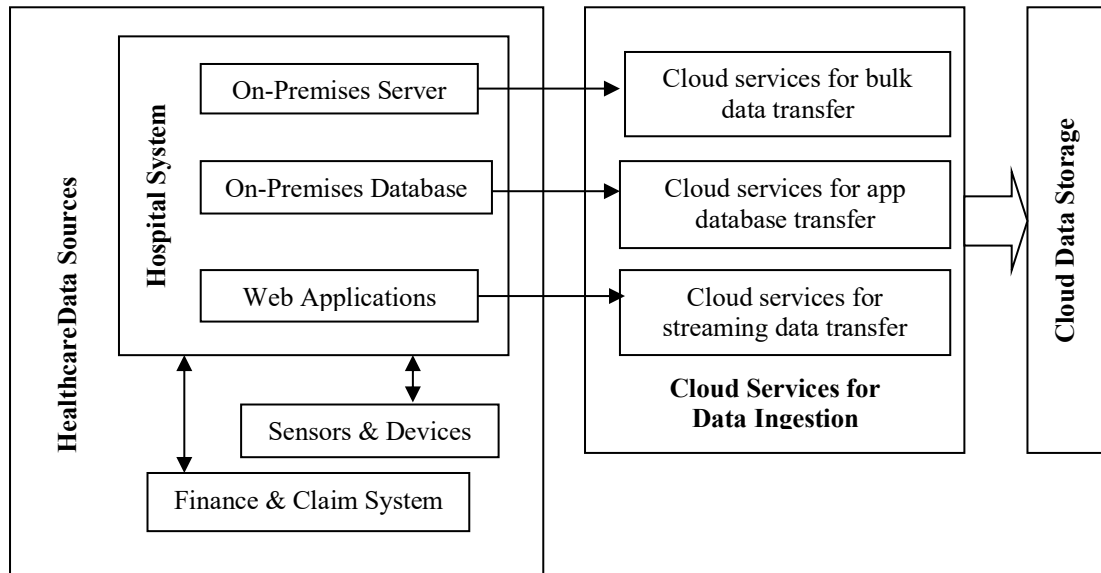 HealthcareData Sources
Hospital System
On-Premises Server
On-Premises Database
Web Applications
Sensors & Devices
Finance & Claim System
Cloud services for bulk
data transfer
Cloud services for app
database transfer
Cloud services for
streaming data transfer
Cloud Services for
Data Ingestion
Cloud Data Storage